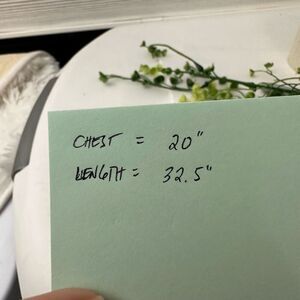 CHEST = 20"
LENGTH = 32.5"